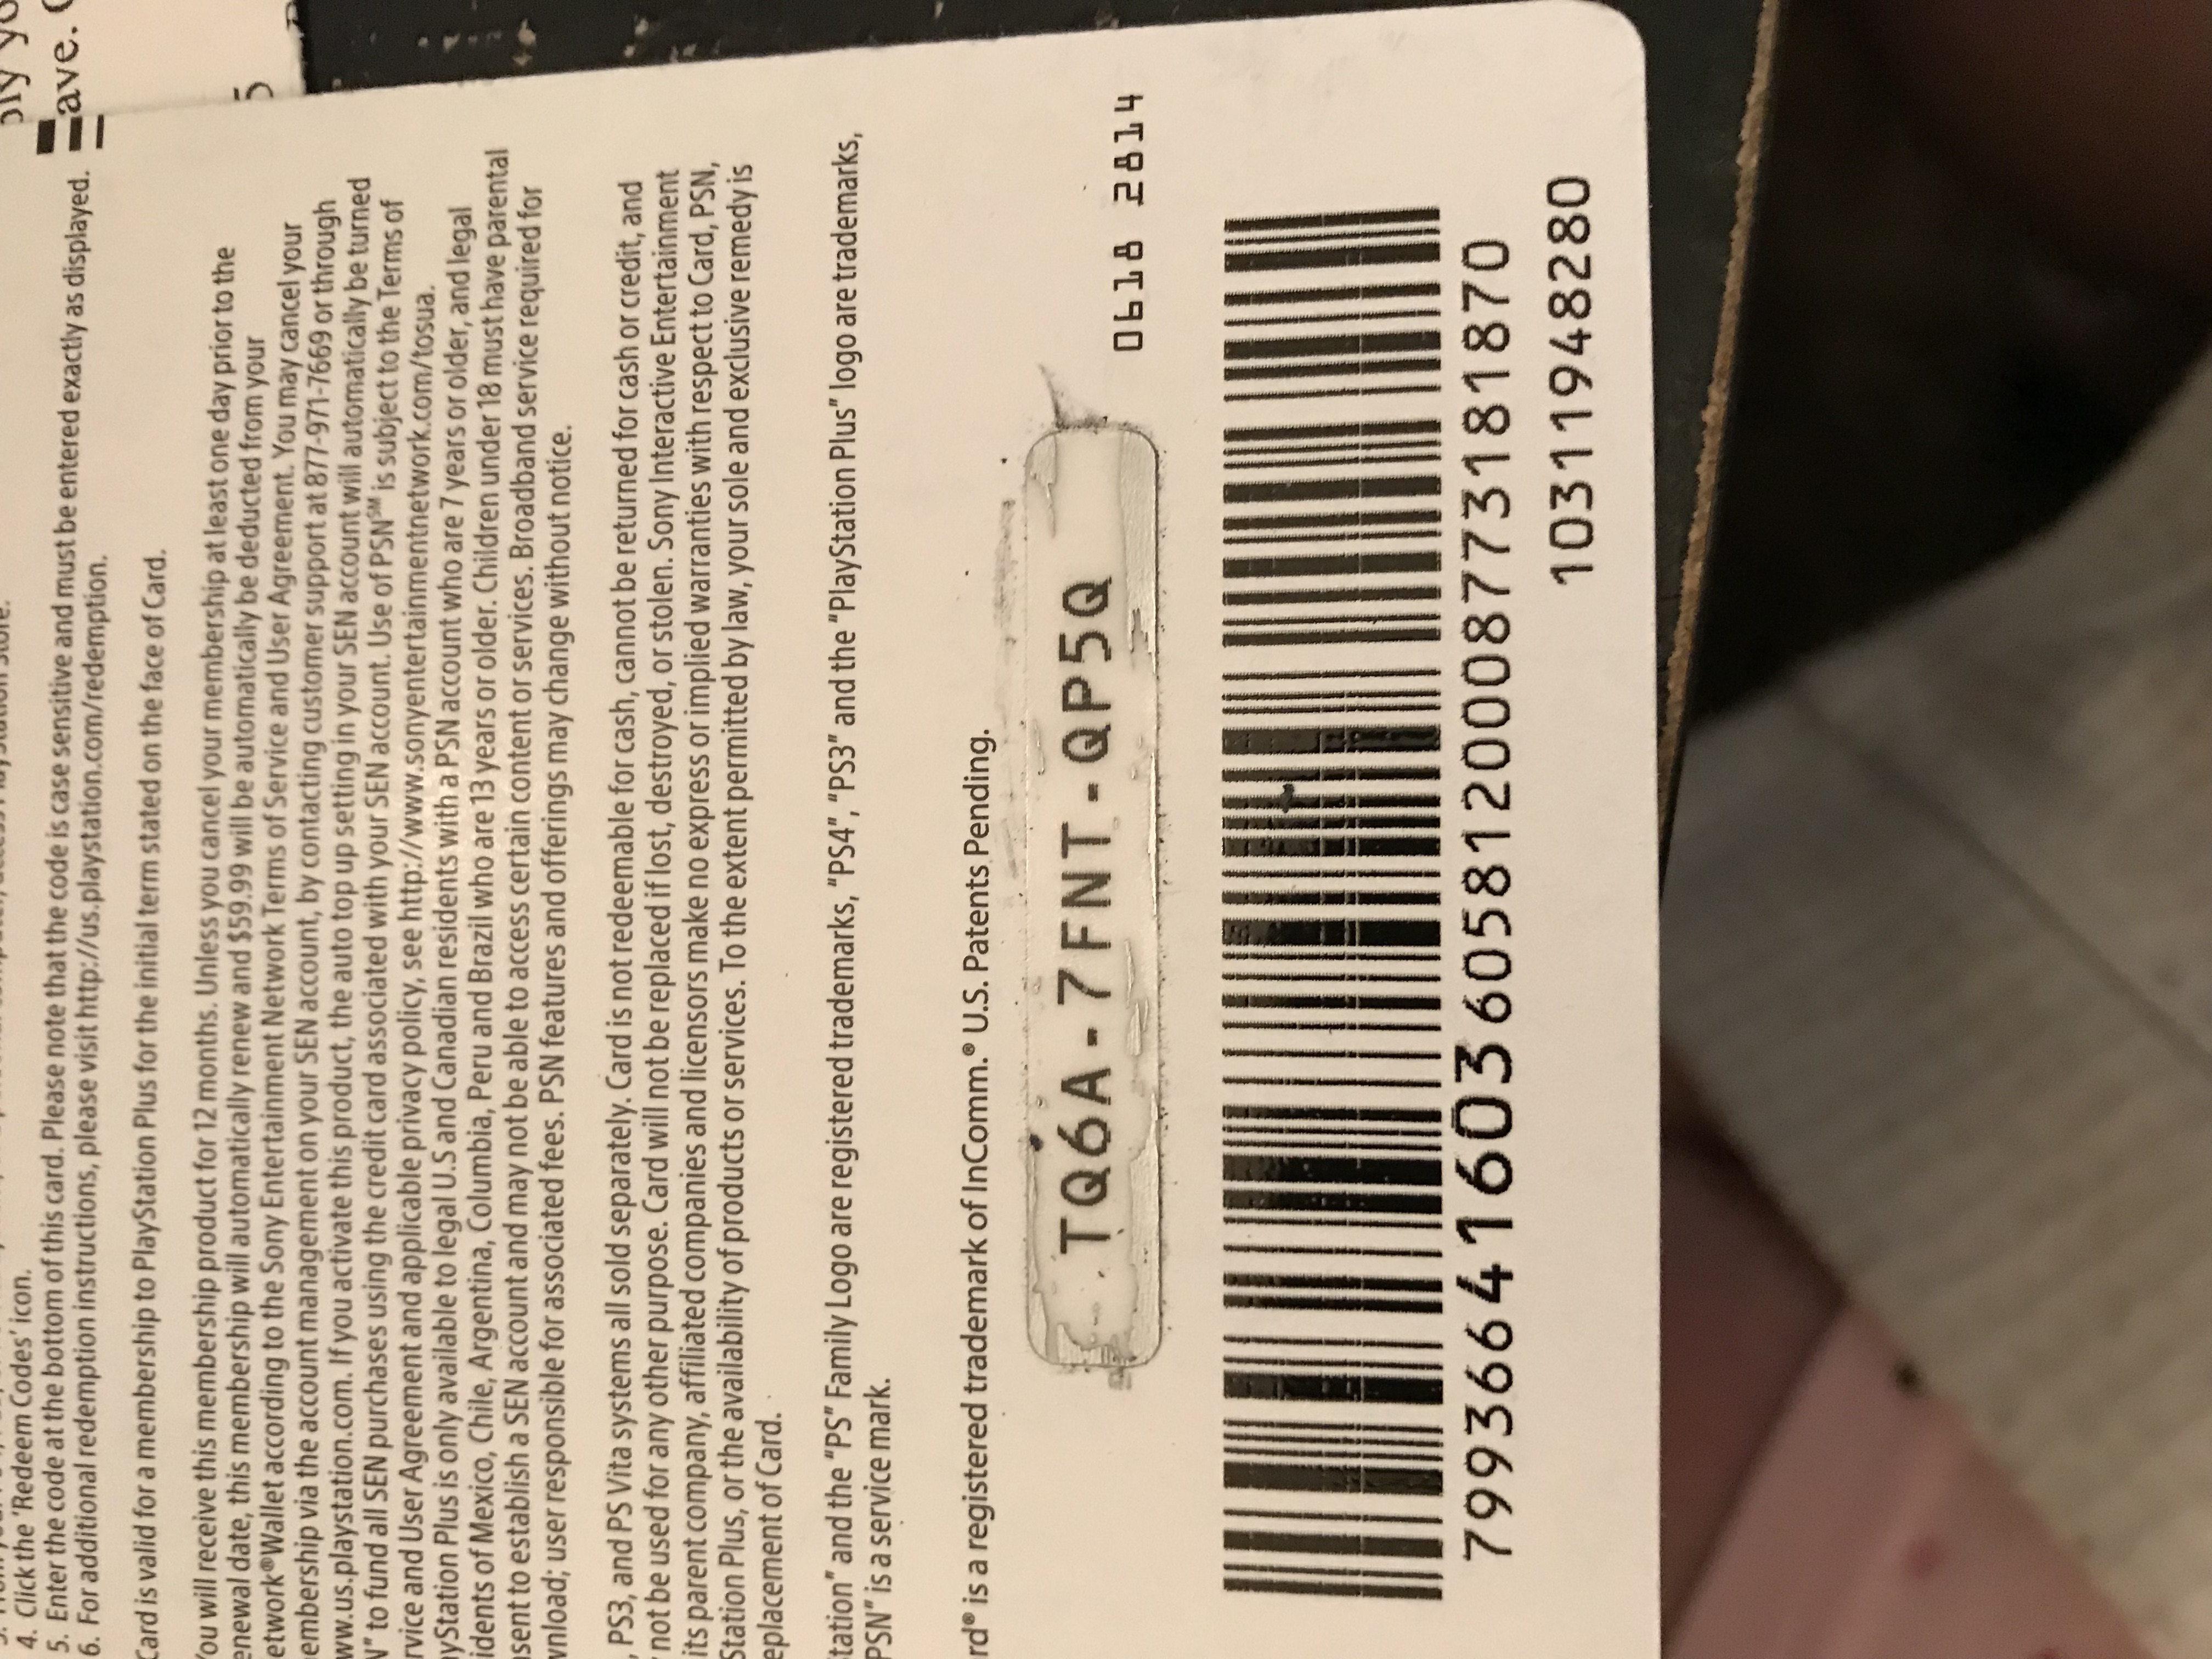 ply yo
ave.
5
4. Click the 'Redeem Codes' icon.
5. Enter the code at the bottom of this card. Please note that the code is case sensitive and must be entered exactly as displayed.
6. For additional redemption instructions, please visit http://us.playstation.com/redemption.
Card is valid for a membership to PlayStation Plus for the initial term stated on the face of Card.
You will receive this membership product for 12 months. Unless you cancel your membership at least one day prior to the
enewal date, this membership will automatically renew and $59.99 will be automatically be deducted from your
etwork® Wallet according to the Sony Entertainment Network Terms of Service and User Agreement. You may cancel your
embership via the account management on your SEN account, by contacting customer support at 877-971-7669 or through
ww.us.playstation.com. If you activate this product, the auto top up setting in your SEN account will automatically be turned
N" to fund all SEN purchases using the credit card associated with your SEN account. Use of PSN℠ is subject to the Terms of
rvice and User Agreement and applicable privacy policy, see http://www.sonyentertainmentnetwork.com/tosua.
yStation Plus is only available to legal U.S and Canadian residents with a PSN account who are 7 years or older, and legal
idents of Mexico, Chile, Argentina, Columbia, Peru and Brazil who are 13 years or older. Children under 18 must have parental
sent to establish a SEN account and may not be able to access certain content or services. Broadband service required for
wnload; user responsible for associated fees. PSN features and offerings may change without notice.
, PS3, and PS Vita systems all sold separately. Card is not redeemable for cash, cannot be returned for cash or credit, and
not be used for any other purpose. Card will not be replaced if lost, destroyed, or stolen. Sony Interactive Entertainment
its parent company, affiliated companies and licensors make no express or implied warranties with respect to Card, PSN,
Station Plus, or the availability of products or services. To the extent permitted by law, your sole and exclusive remedy is
eplacement of Card.
tation" and the "PS" Family Logo are registered trademarks, "PS4", "PS3" and the "PlayStation Plus" logo are trademarks,
PSN" is a service mark.
rd® is a registered trademark of InComm.® U.S. Patents Pending.
TQ6A-7FNT-QP5Q
0618 2814
799366416036058120008773181870
10311948280